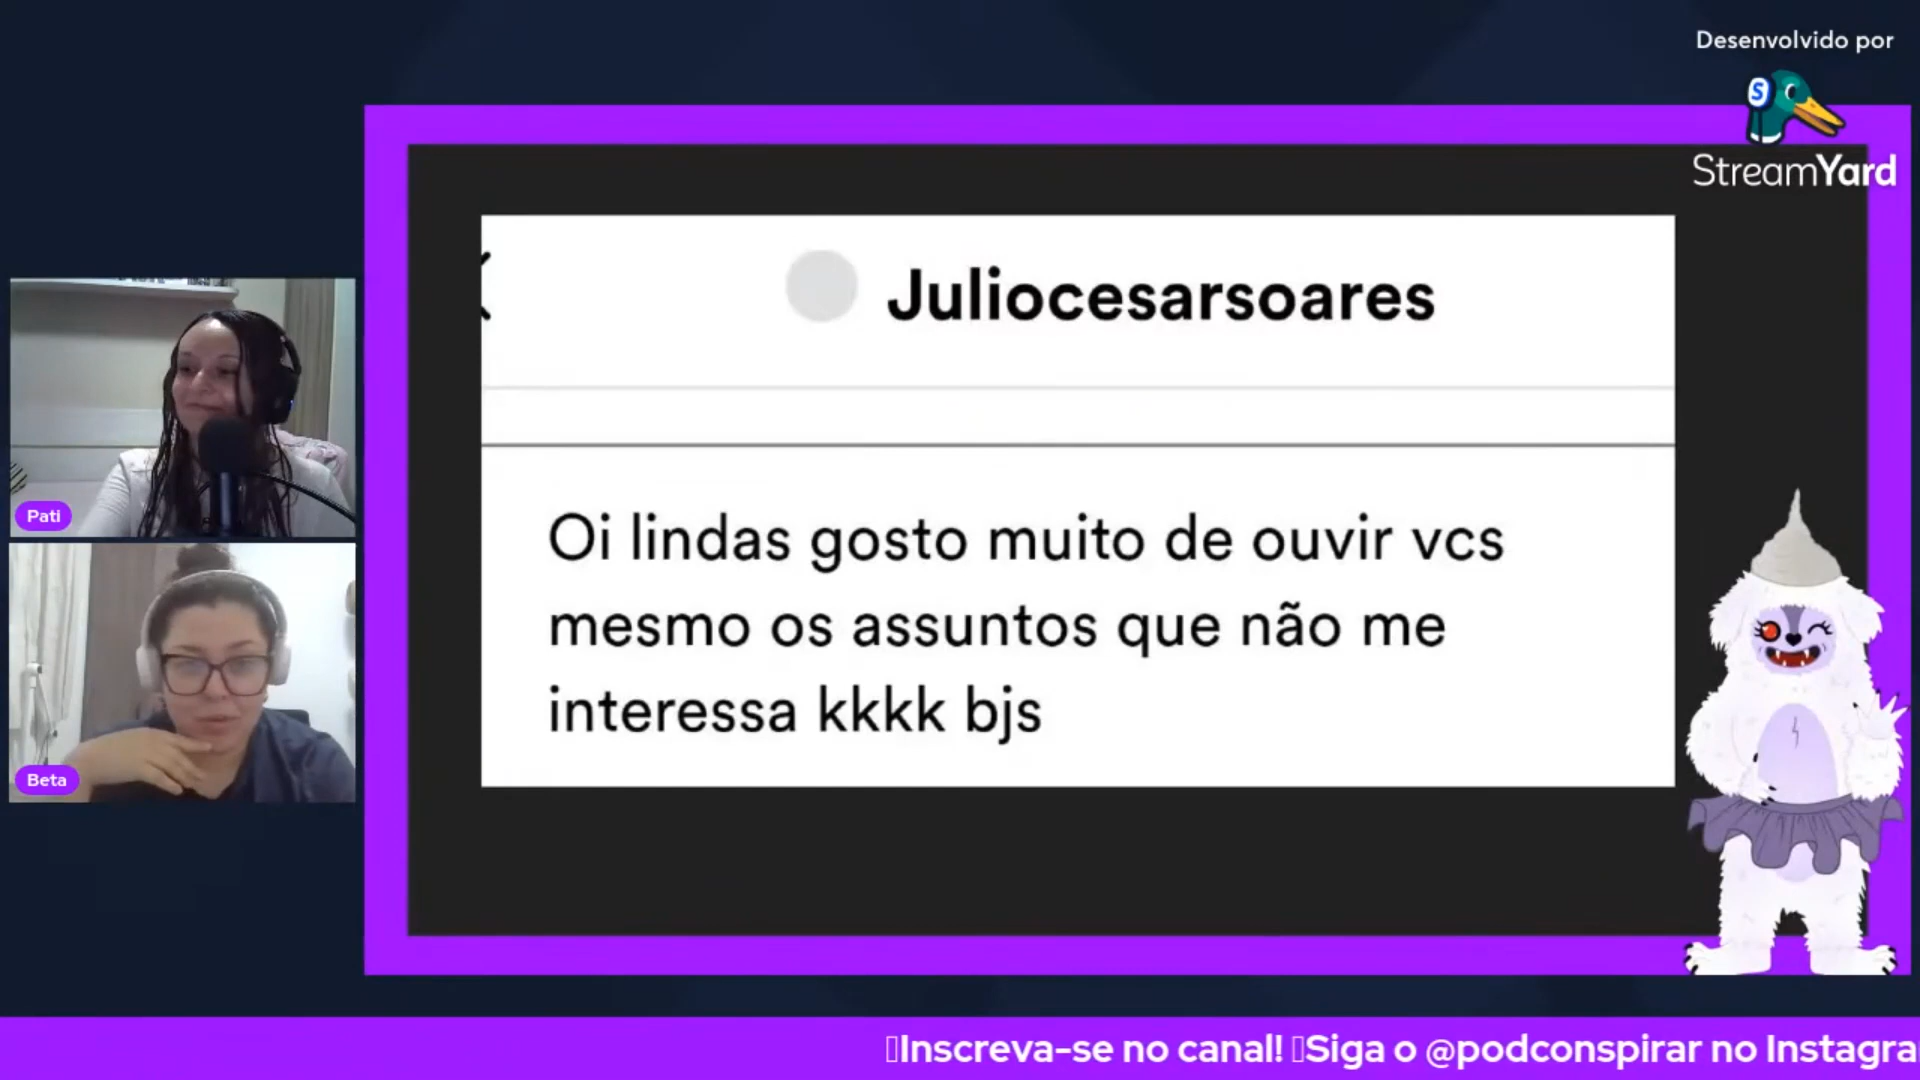 Desenvolvido por
S
StreamYard
Juliocesarsoares
Oi lindas gosto muito de ouvir vcs
mesmo os assuntos que não me
interessa kkkk bjs
Pati
Beta
Inscreva-se no canal! Siga o @podconspirar no Instagra